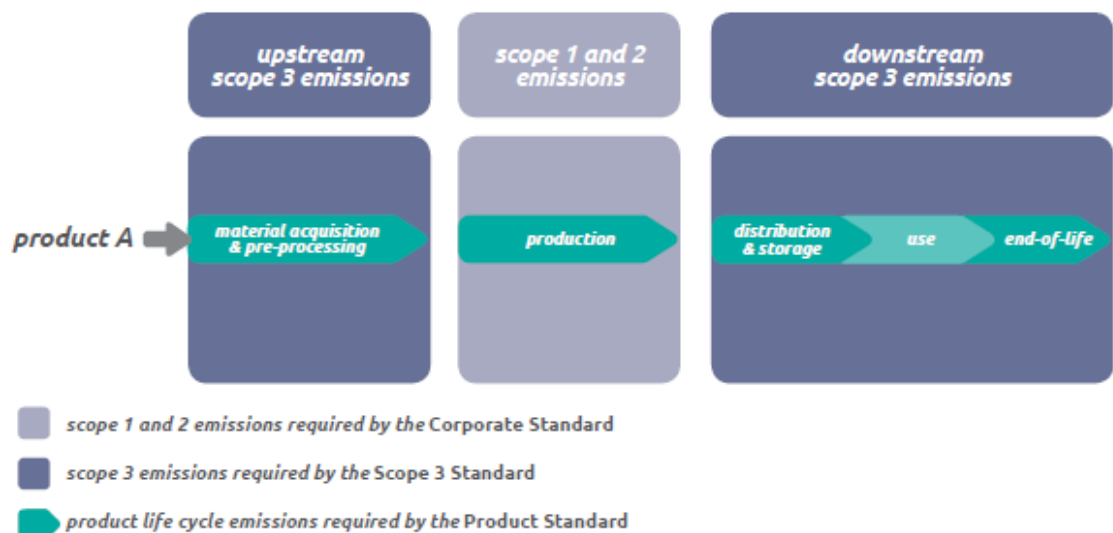 upstream
scope 3 emissions
scope 1 and 2
emissions
downstream
scope 3 emissions
product A
material acquisition
& pre-processing
production
distribution
& storage
use
end-of-life
scope 1 and 2 emissions required by the Corporate Standard
scope 3 emissions required by the Scope 3 Standard
product life cycle emissions required by the Product Standard